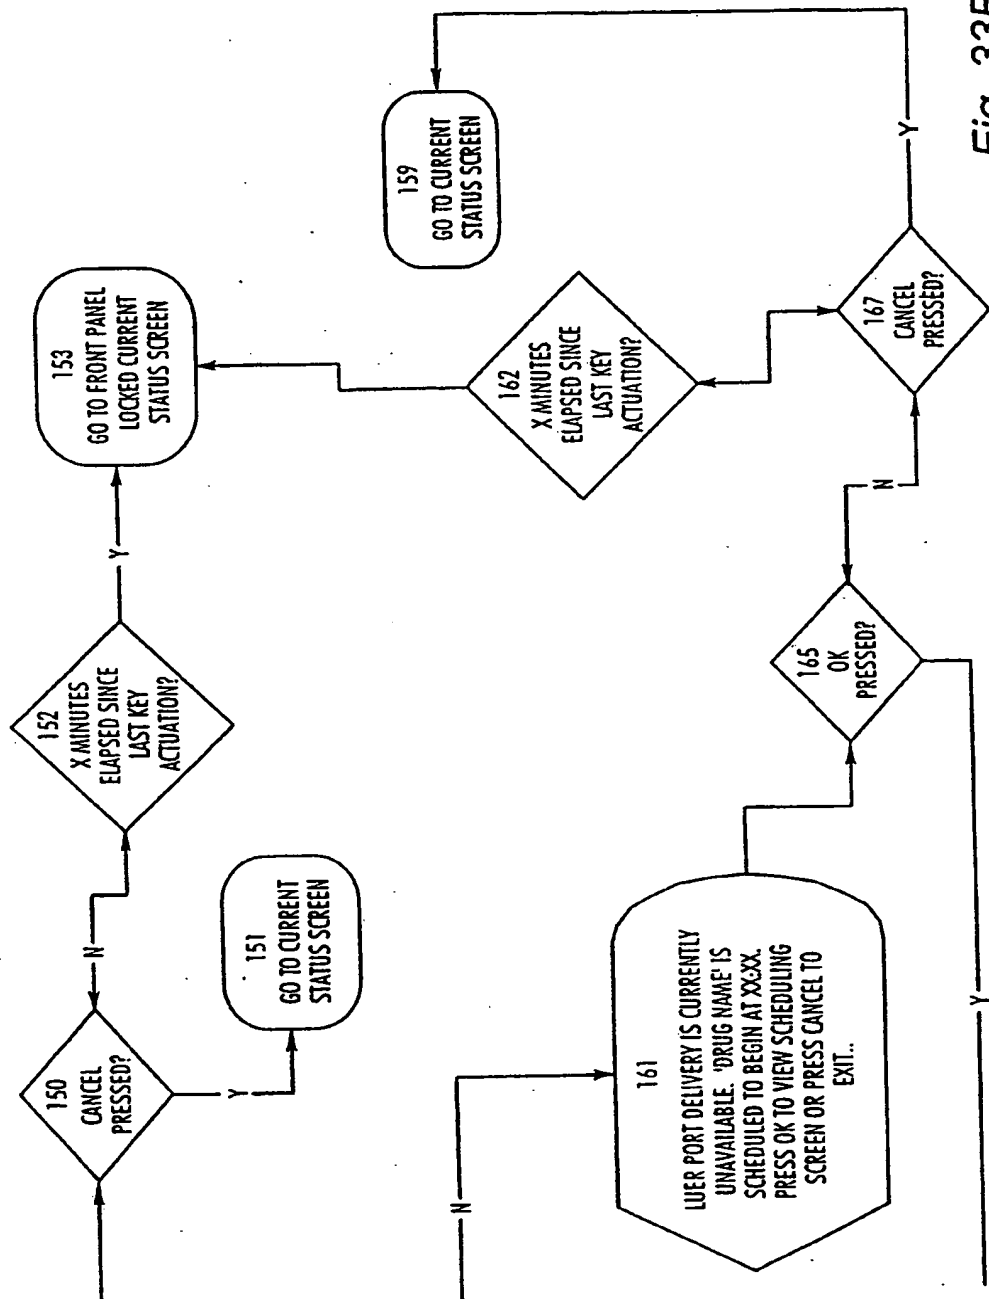 150
CANCEL
PRESSED?
N
Y
151
GO TO CURRENT
STATUS SCREEN
152
X MINUTES
ELAPSED SINCE
LAST KEY
ACTUATION?
Y
153
GO TO FRONT PANEL
LOCKED CURRENT
STATUS SCREEN
N
161
LUER PORT DELIVERY IS CURRENTLY
UNAVAILABLE. 'DRUG NAME' IS
SCHEDULED TO BEGIN AT XX:XX.
PRESS OK TO VIEW SCHEDULING
SCREEN OR PRESS CANCEL TO
EXIT..
165
OK
PRESSED?
Y
N
162
X MINUTES
ELAPSED SINCE
LAST KEY
ACTUATION?
167
CANCEL
PRESSED?
Y
159
GO TO CURRENT
STATUS SCREEN
Fig. 33